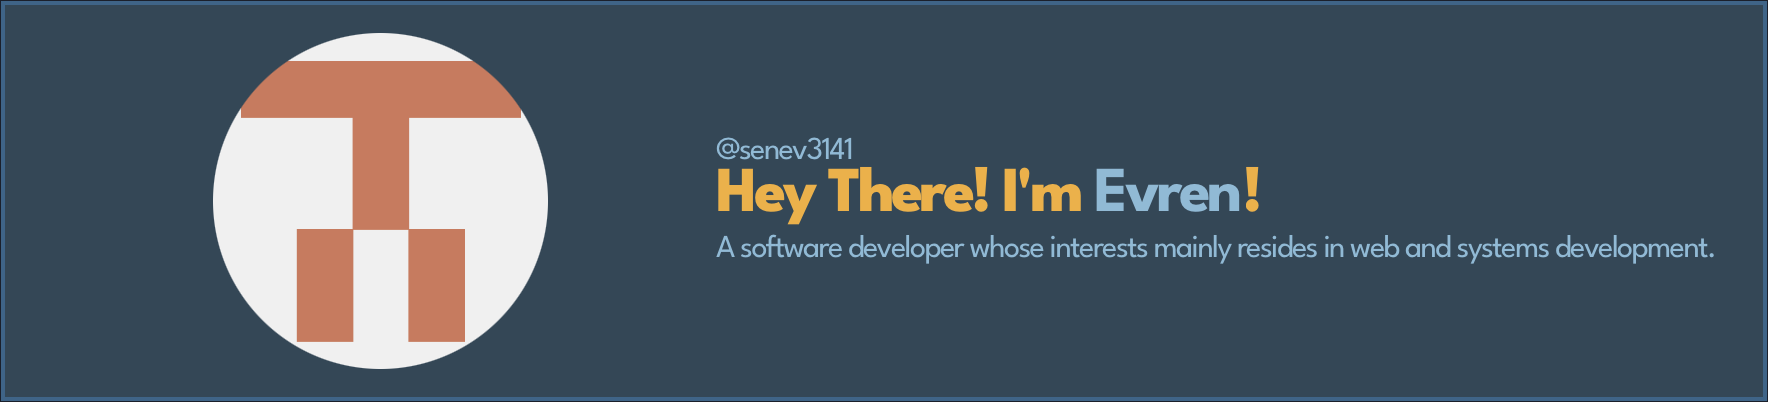 @senev3141
Hey There! I'm Evren!
A software developer whose interests mainly resides in web and systems development.